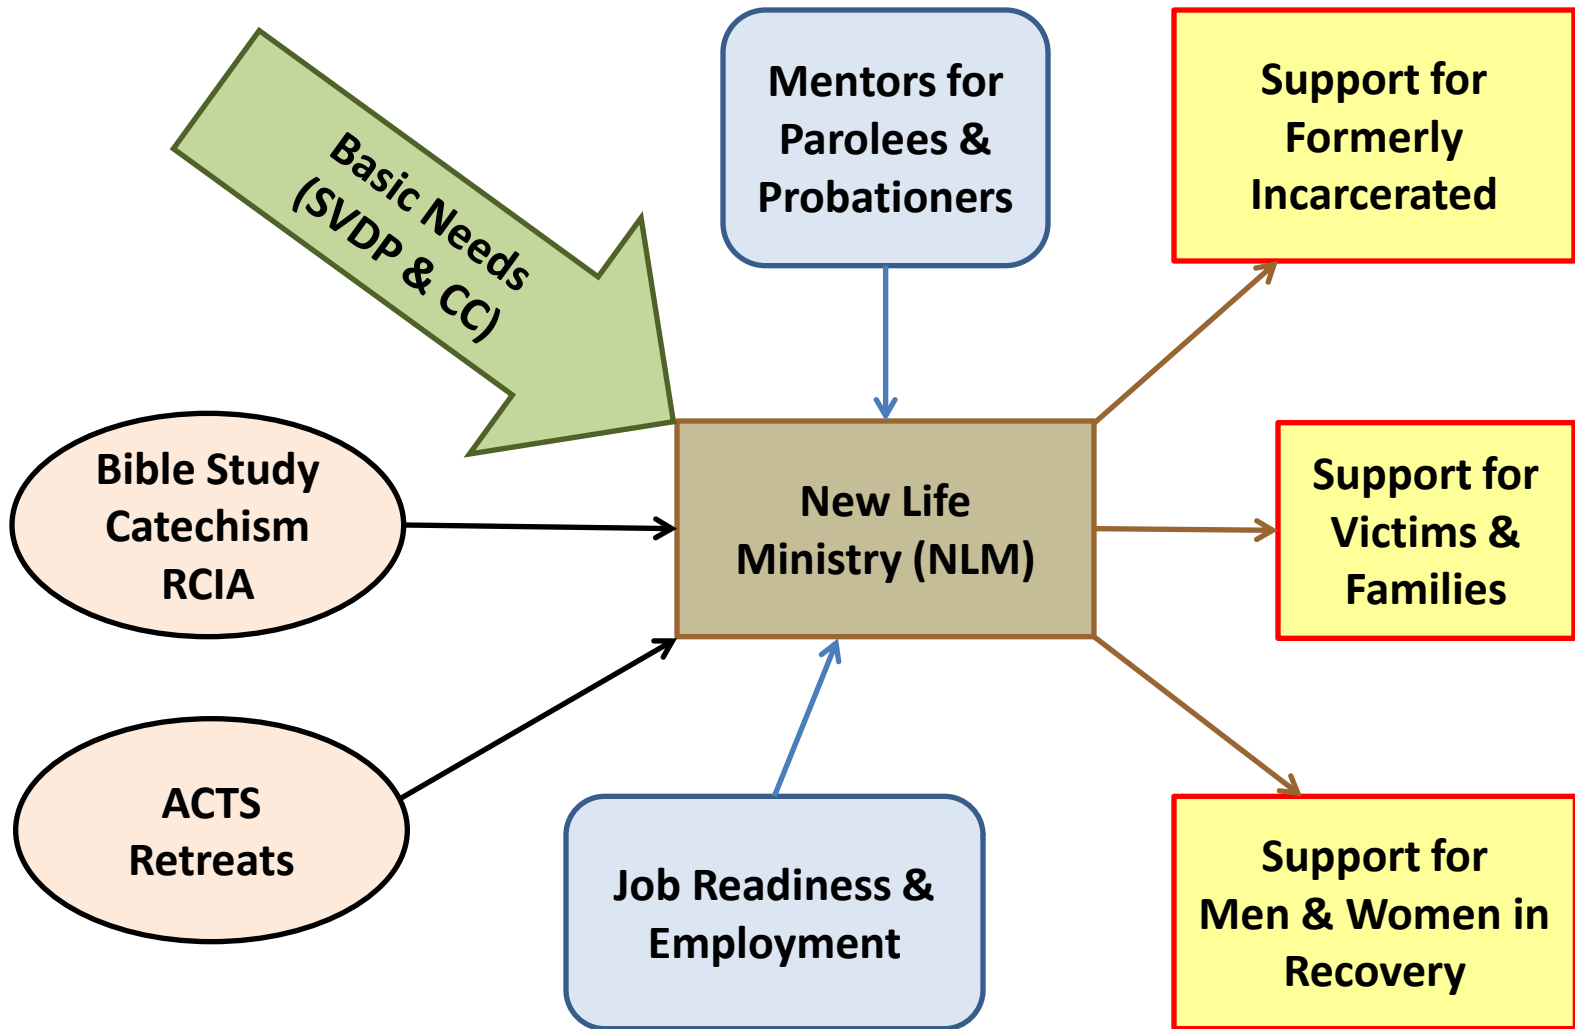 Basic Needs
(SVDP & CC)
Mentors for
Parolees &
Probationers
Support for
Formerly
Incarcerated
Bible Study
Catechism
RCIA
New Life
Ministry (NLM)
Support for
Victims &
Families
ACTS
Retreats
Job Readiness &
Employment
Support for
Men & Women in
Recovery